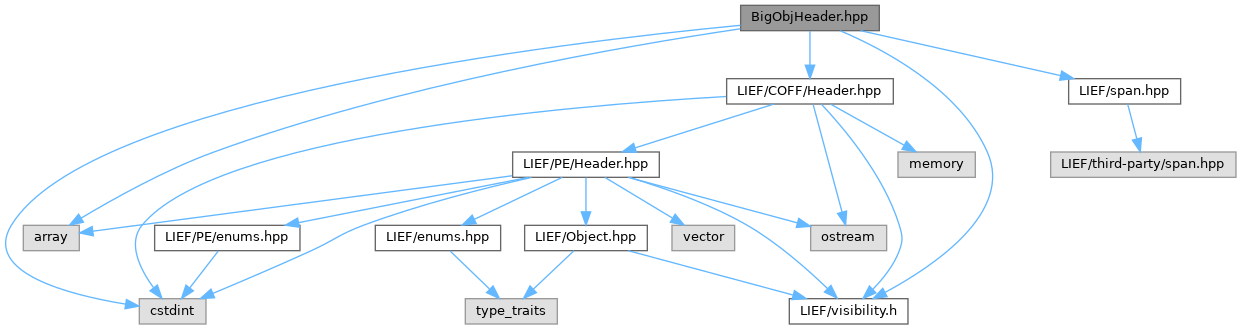 BigObjHeader.hpp
LIEF/COFF/Header.hpp
LIEF/span.hpp
LIEF/PE/Header.hpp
memory
LIEF/third-party/span.hpp
array
LIEF/PE/enums.hpp
LIEF/enums.hpp
LIEF/Object.hpp
vector
ostream
cstdint
type_traits
LIEF/visibility.h